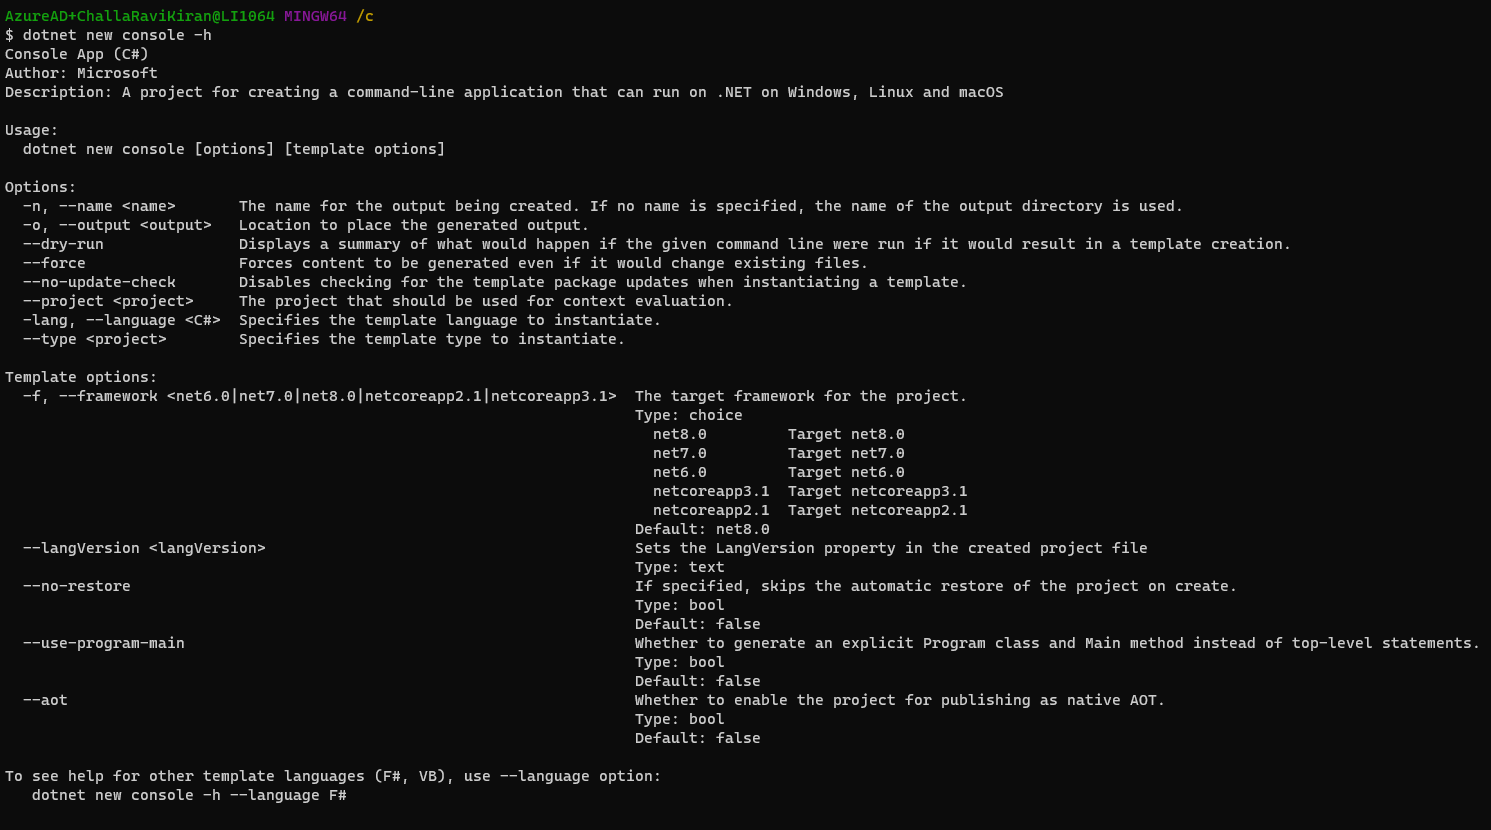 AzureAD+ChallaRaviKiran@LI1064 MINGW64 /c
$ dotnet new console -h
Console App (C#)
Author: Microsoft
Description: A project for creating a command-line application that can run on .NET on Windows, Linux and macOS

Usage:
  dotnet new console [options] [template options]

Options:
  -n, --name <name>       The name for the output being created. If no name is specified, the name of the output directory is used.
  -o, --output <output>   Location to place the generated output.
  --dry-run               Displays a summary of what would happen if the given command line were run if it would result in a template creation.
  --force                 Forces content to be generated even if it would change existing files.
  --no-update-check       Disables checking for the template package updates when instantiating a template.
  --project <project>     The project that should be used for context evaluation.
  -lang, --language <C#>  Specifies the template language to instantiate.
  --type <project>        Specifies the template type to instantiate.

Template options:
  -f, --framework <net6.0|net7.0|net8.0|netcoreapp2.1|netcoreapp3.1>  The target framework for the project.
                                                                      Type: choice
                                                                        net8.0         Target net8.0
                                                                        net7.0         Target net7.0
                                                                        net6.0         Target net6.0
                                                                        netcoreapp3.1  Target netcoreapp3.1
                                                                        netcoreapp2.1  Target netcoreapp2.1
                                                                      Default: net8.0
  --langVersion <langVersion>                                         Sets the LangVersion property in the created project file
                                                                      Type: text
  --no-restore                                                        If specified, skips the automatic restore of the project on create.
                                                                      Type: bool
                                                                      Default: false
  --use-program-main                                                  Whether to generate an explicit Program class and Main method instead of top-level statements.
                                                                      Type: bool
                                                                      Default: false
  --aot                                                               Whether to enable the project for publishing as native AOT.
                                                                      Type: bool
                                                                      Default: false

To see help for other template languages (F#, VB), use --language option:
   dotnet new console -h --language F#